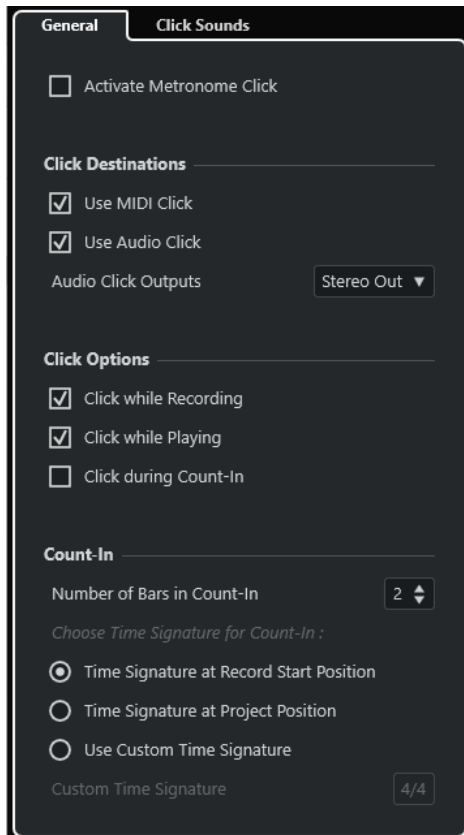 General Click Sounds
Activate Metronome Click
Click Destinations
Use MIDI Click
Use Audio Click
Audio Click Outputs Stereo Out
Click Options
Click while Recording
Click while Playing
Click during Count-In
Count-In
Number of Bars in Count-In 2
Choose Time Signature for Count-In :
Time Signature at Record Start Position
Time Signature at Project Position
Use Custom Time Signature
Custom Time Signature 4/4